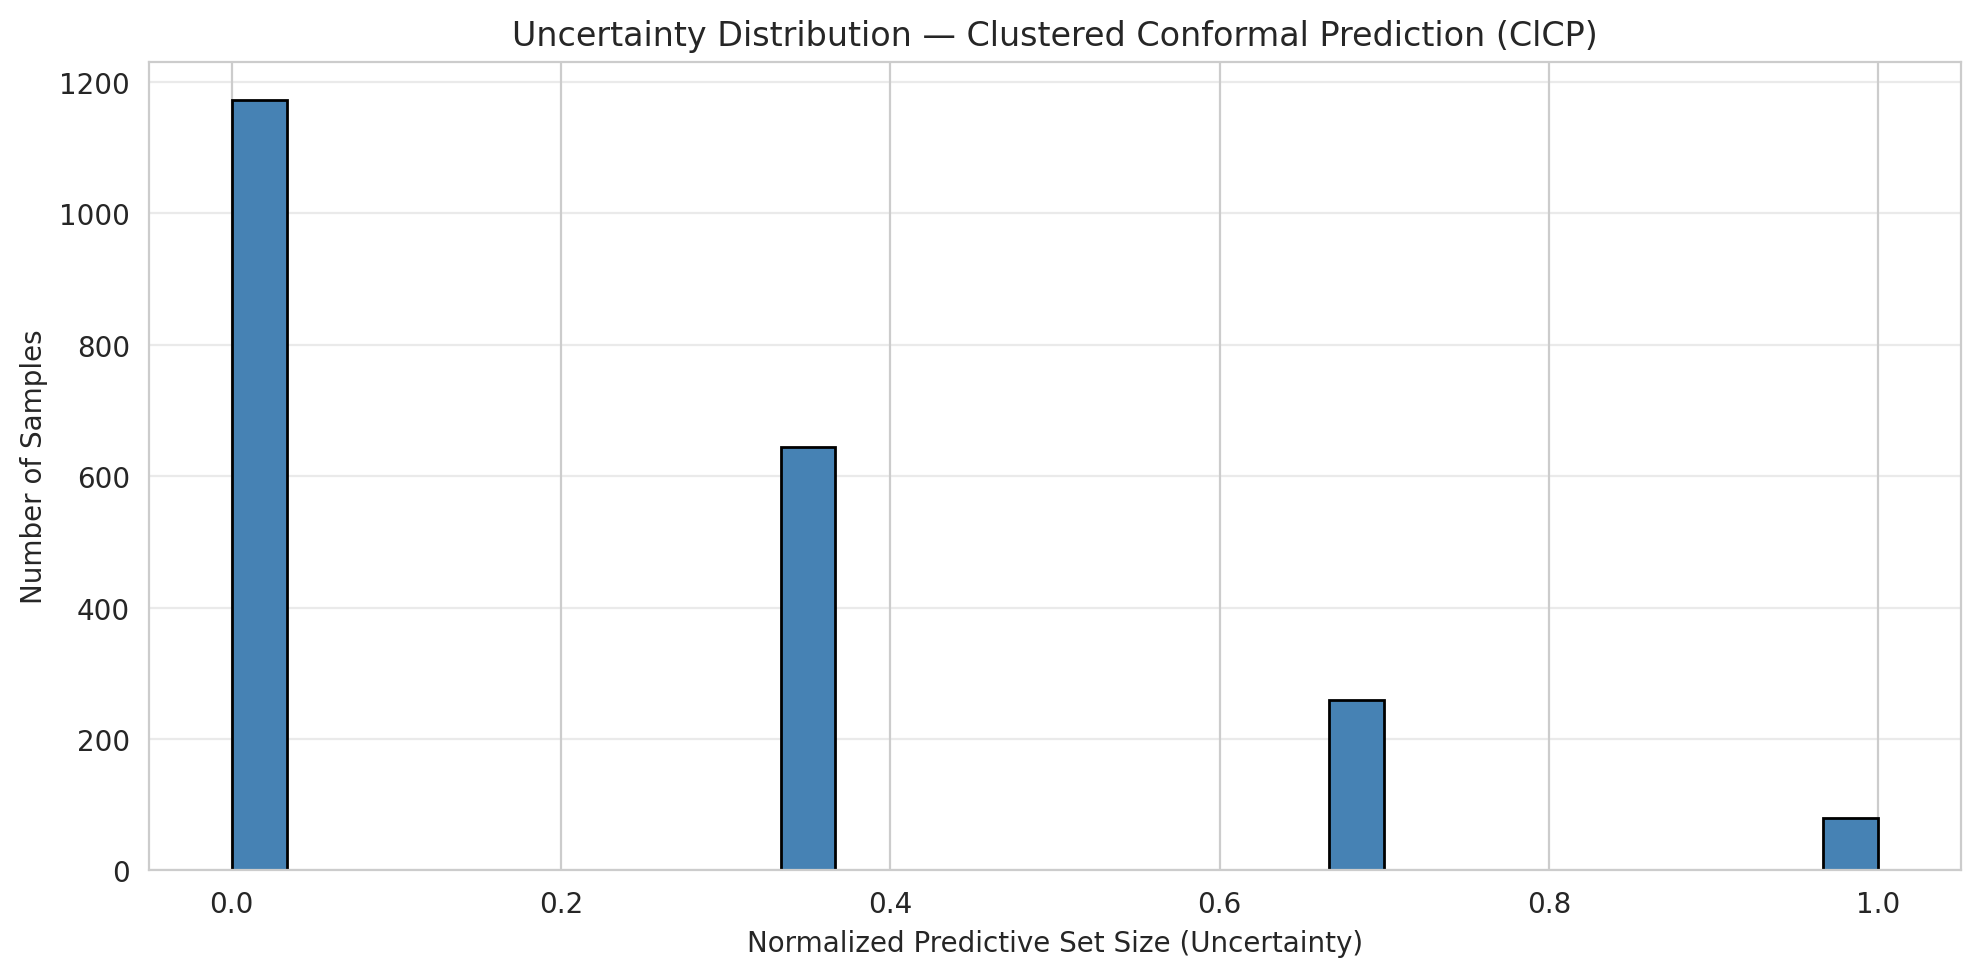 Uncertainty Distribution — Clustered Conformal Prediction (ClCP)
1200
1000
800
600
400
200
0
Number of Samples
0.0 0.2 0.4 0.6 0.8 1.0
Normalized Predictive Set Size (Uncertainty)